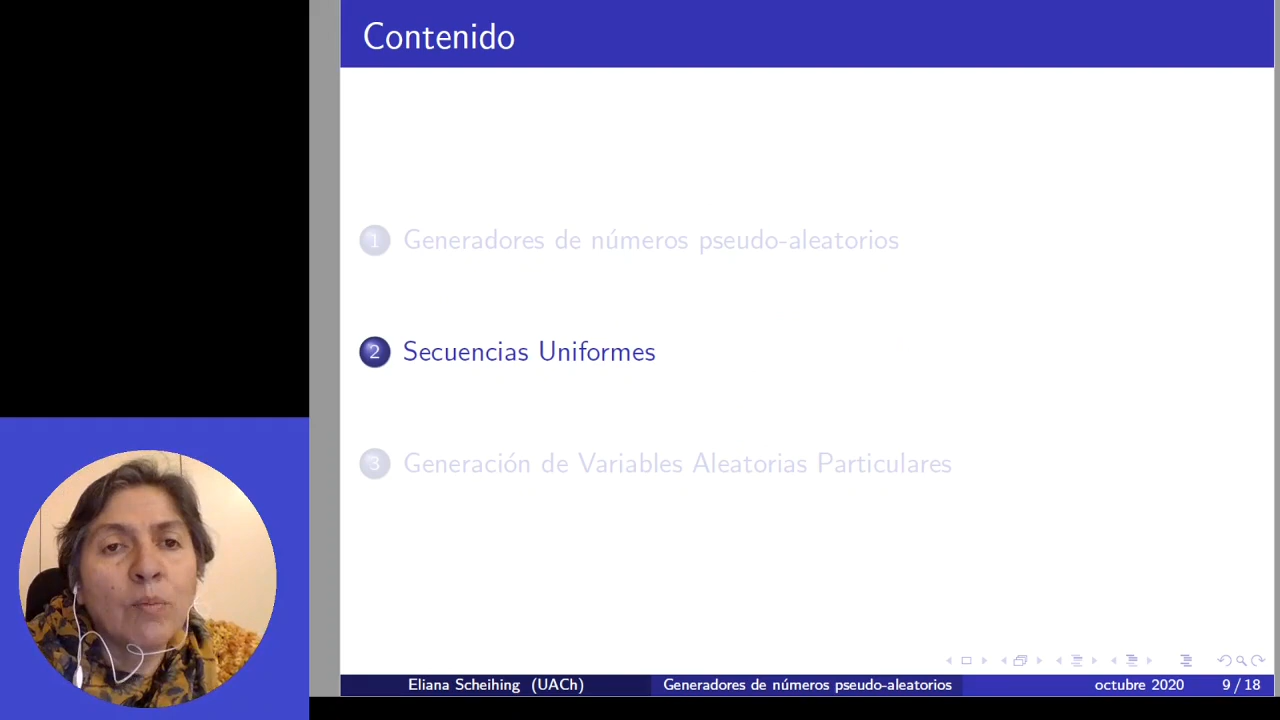 Contenido
1 Generadores de números pseudo-aleatorios
2 Secuencias Uniformes
3 Generación de Variables Aleatorias Particulares
Eliana Scheihing (UACh) Generadores de números pseudo-aleatorios octubre 2020 9 / 18